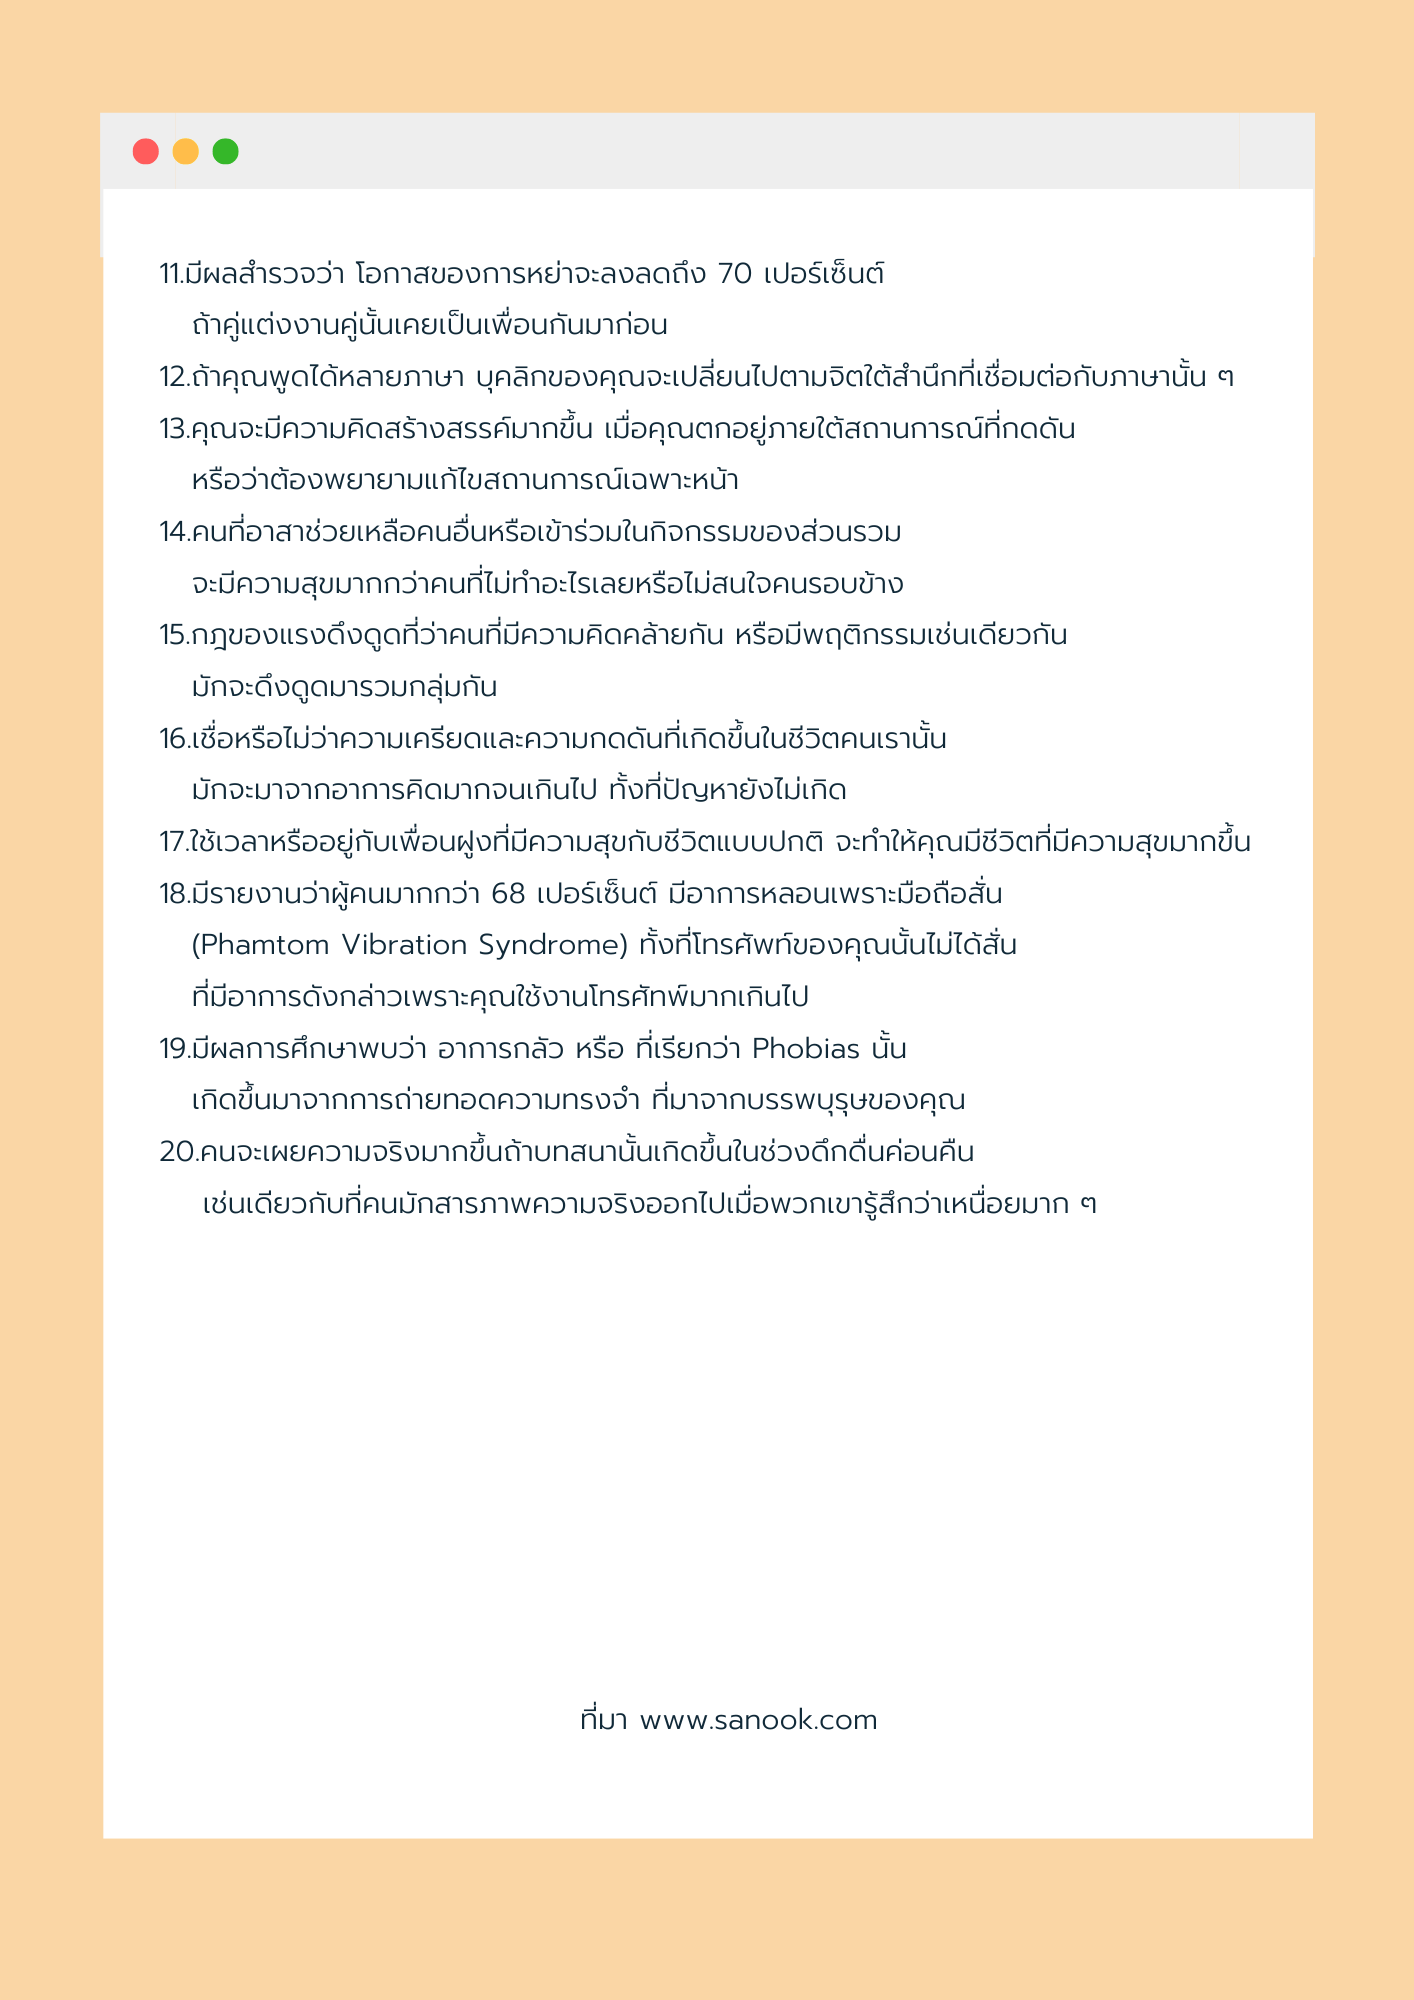 11.มีผลสำรวจว่า โอกาสของการหย่าจะลงลดถึง 70 เปอร์เซ็นต์
ถ้าคู่แต่งงานคู่นั้นเคยเป็นเพื่อนกันมาก่อน
12.ถ้าคุณพูดได้หลายภาษา บุคลิกของคุณจะเปลี่ยนไปตามจิตใต้สำนึกที่เชื่อมต่อกับภาษานั้น ๆ
13.คุณจะมีความคิดสร้างสรรค์มากขึ้น เมื่อคุณตกอยู่ภายใต้สถานการณ์ที่กดดัน
หรือว่าต้องพยายามแก้ไขสถานการณ์เฉพาะหน้า
14.คนที่อาสาช่วยเหลือคนอื่นหรือเข้าร่วมในกิจกรรมของส่วนรวม
จะมีความสุขมากกว่าคนที่ไม่ทำอะไรเลยหรือไม่สนใจคนรอบข้าง
15.กฎของแรงดึงดูดที่ว่าคนที่มีความคิดคล้ายกัน หรือมีพฤติกรรมเช่นเดียวกัน
มักจะดึงดูดมารวมกลุ่มกัน
16.เชื่อหรือไม่ว่าความเครียดและความกดดันที่เกิดขึ้นในชีวิตคนเรานั้น
มักจะมาจากอาการคิดมากจนเกินไป ทั้งที่ปัญหายังไม่เกิด
17.ใช้เวลาหรืออยู่กับเพื่อนฝูงที่มีความสุขกับชีวิตแบบปกติ จะทำให้คุณมีชีวิตที่มีความสุขมากขึ้น
18.มีรายงานว่าผู้คนมากกว่า 68 เปอร์เซ็นต์ มีอาการหลอนเพราะมือถือสั่น
(Phamtom Vibration Syndrome) ทั้งที่โทรศัพท์ของคุณนั้นไม่ได้สั่น
ที่มีอาการดังกล่าวเพราะคุณใช้งานโทรศัทพ์มากเกินไป
19.มีผลการศึกษาพบว่า อาการกลัว หรือ ที่เรียกว่า Phobias นั้น
เกิดขึ้นมาจากการถ่ายทอดความทรงจำ ที่มาจากบรรพบุรุษของคุณ
20.คนจะเผยความจริงมากขึ้นถ้าบทสนานั้นเกิดขึ้นในช่วงดึกดื่นค่อนคืน
เช่นเดียวกับที่คนมักสารภาพความจริงออกไปเมื่อพวกเขารู้สึกว่าเหนื่อยมาก ๆ
ที่มา www.sanook.com